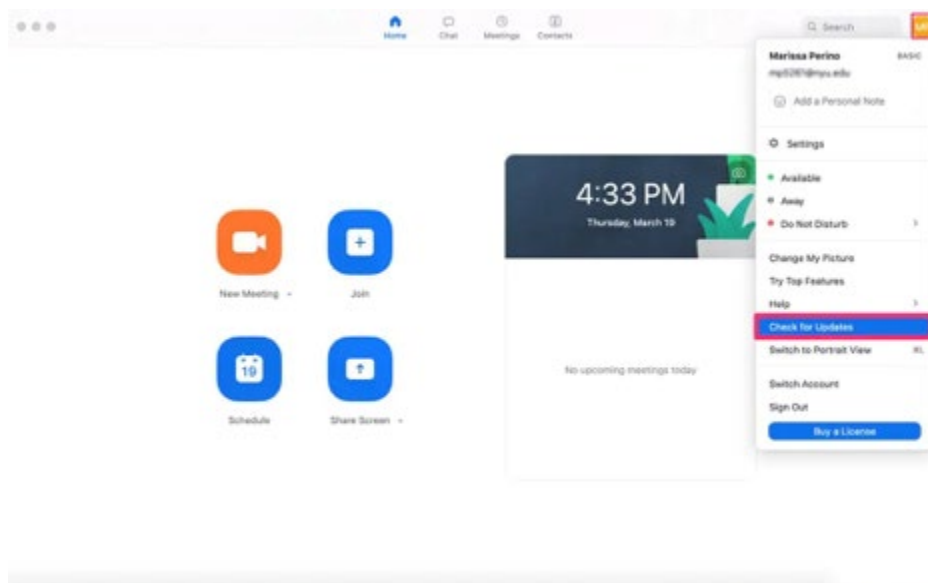 Home
Chat
Meetings
Contacts
Search
Marissa Perino
BASIC
Add a Personal Note
Settings
Available
Away
Do Not Disturb
Change My Picture
Try Top Features
Help
Check for Updates
Switch to Portrait View
Switch Account
Sign Out
Buy a License
4:33 PM
Thursday, March 19
No upcoming meetings today
New Meeting
Join
19
Schedule
Share Screen